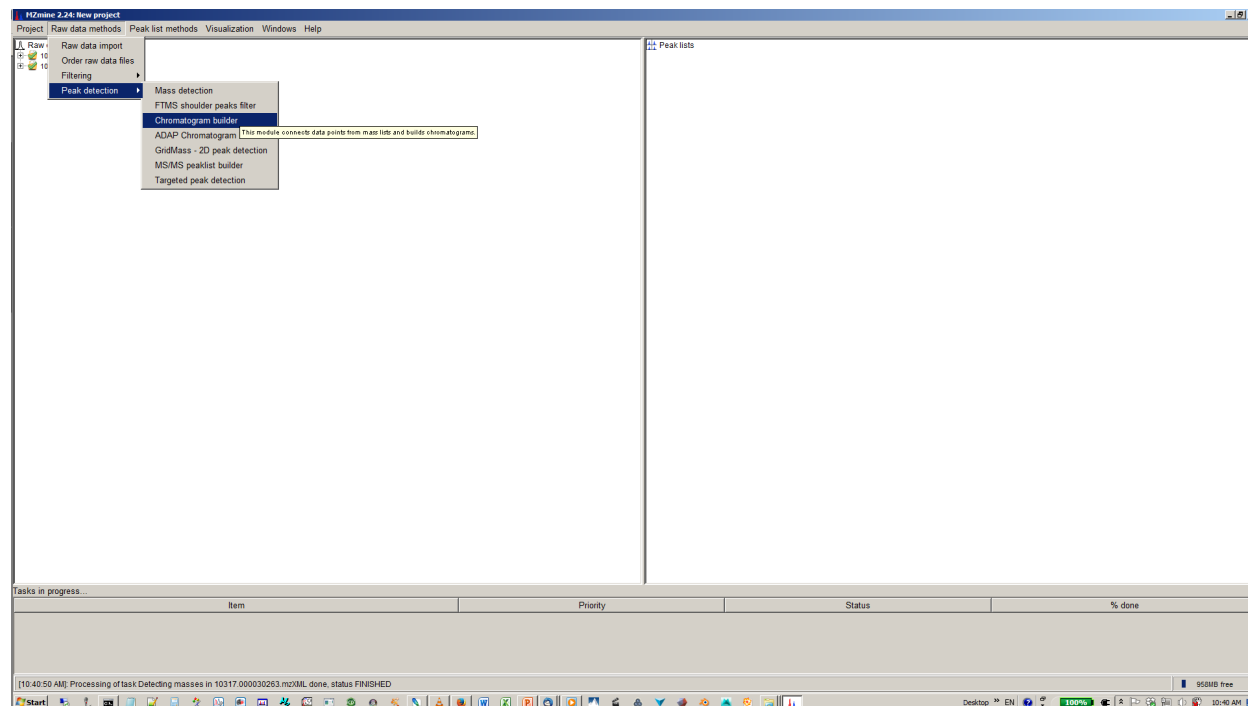 MZmine 2.24: New project
Project Raw data methods Peak list methods Visualization Windows Help
Raw
10
10
Raw data import
Order raw data files
Filtering
Peak detection
Mass detection
FTMS shoulder peaks filter
Chromatogram builder
ADAP Chromatogram
This module connects data points from mass lists and builds chromatograms.
GridMass - 2D peak detection
MS/MS peaklist builder
Targeted peak detection
Peak lists
Tasks in progress...
Item Priority Status % done
[10:40:50 AM]: Processing of task Detecting masses in 10317.000030263.mzXML done, status FINISHED
958MB free
Start Desktop » EN 100% 10:40 AM